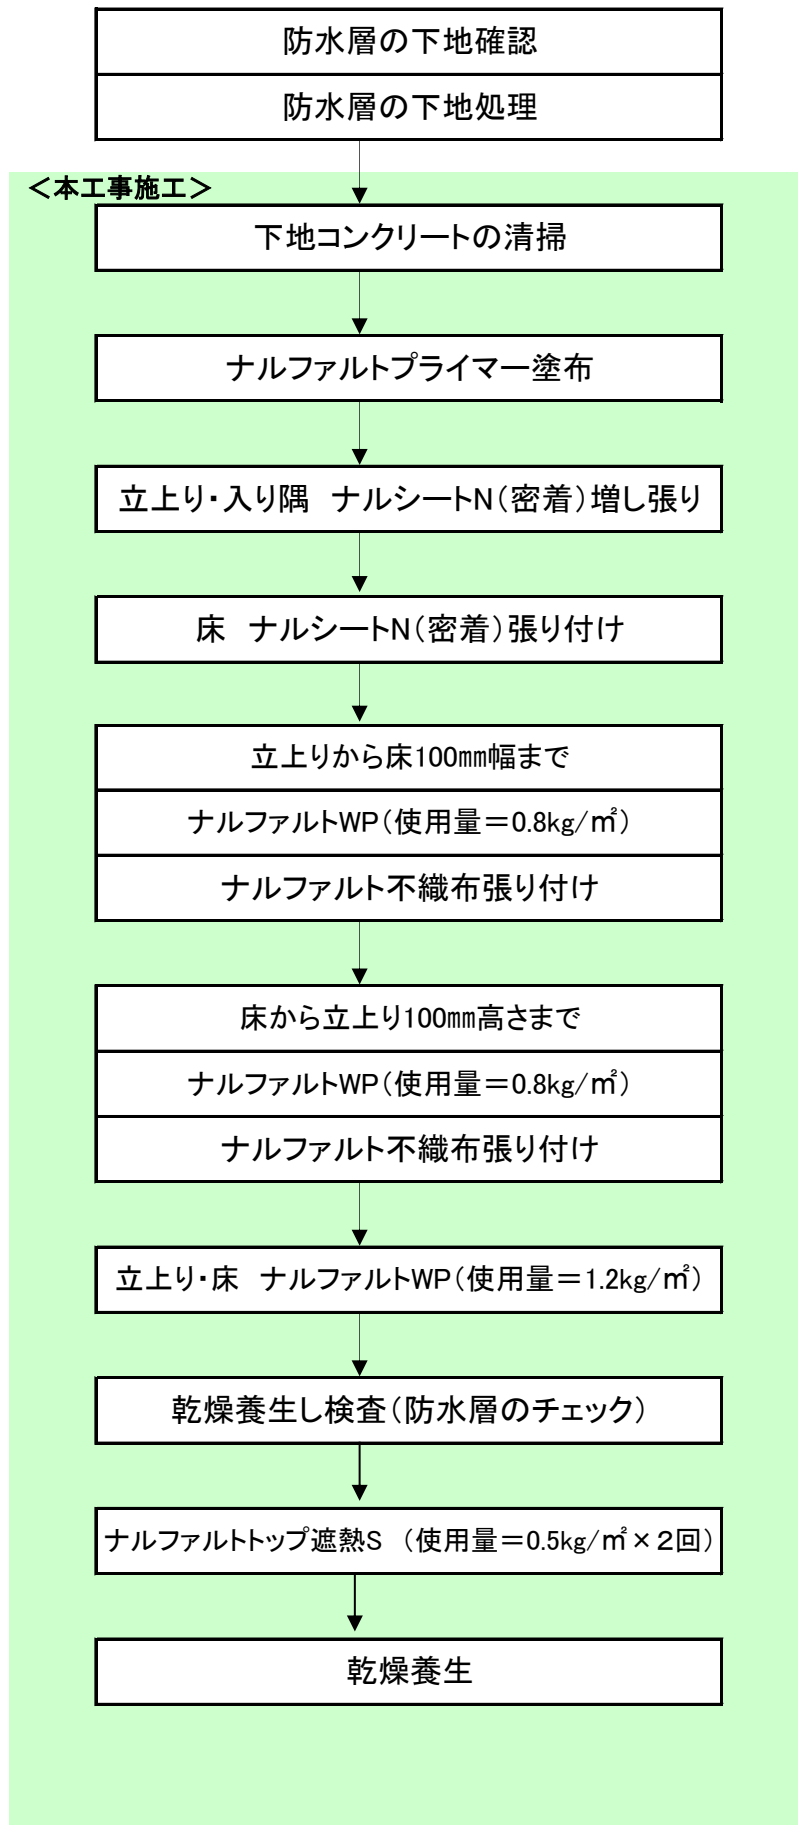 防水層の下地確認
防水層の下地処理
＜本工事施工＞
下地コンクリートの清掃
ナルファルトプライマー塗布
立上り・入り隅　ナルシートN（密着）増し張り
床　ナルシートN（密着）張り付け
立上りから床100㎜幅まで
ナルファルトWP（使用量＝0.8kg/㎡）
ナルファルト不織布張り付け
床から立上り100㎜高さまで
ナルファルトWP（使用量＝0.8kg/㎡）
ナルファルト不織布張り付け
立上り・床　ナルファルトWP（使用量＝1.2kg/㎡）
乾燥養生し検査（防水層のチェック）
ナルファルトトップ遮熱S　（使用量＝0.5kg/㎡×２回）
乾燥養生